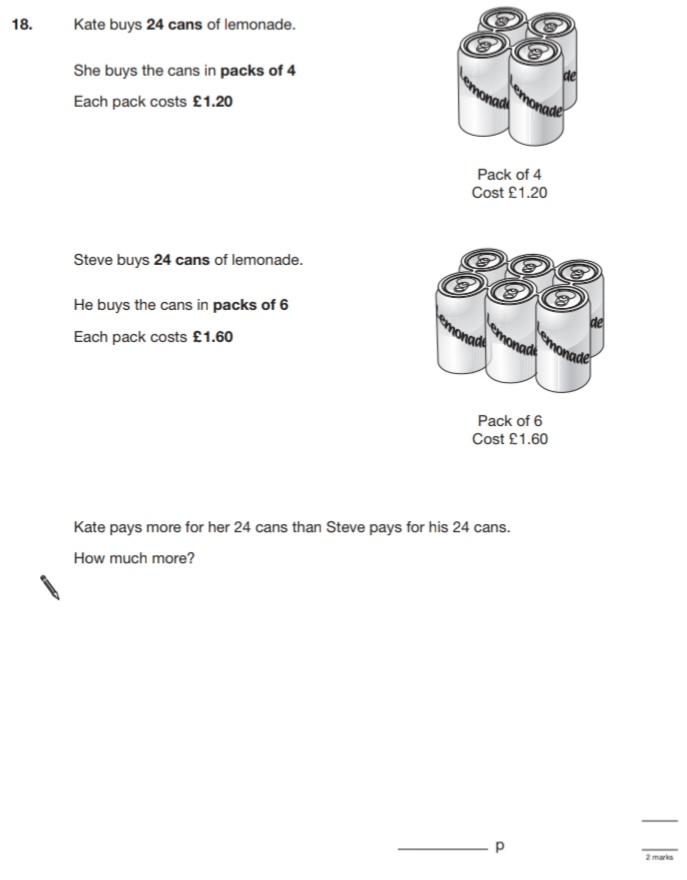 18. Kate buys 24 cans of lemonade.
She buys the cans in packs of 4
Each pack costs £1.20
Lemonade Lemonade de
Pack of 4
Cost £1.20
Steve buys 24 cans of lemonade.
He buys the cans in packs of 6
Each pack costs £1.60
Lemonade Lemonade Lemonade de
Pack of 6
Cost £1.60
Kate pays more for her 24 cans than Steve pays for his 24 cans.
How much more?
p
2 marks